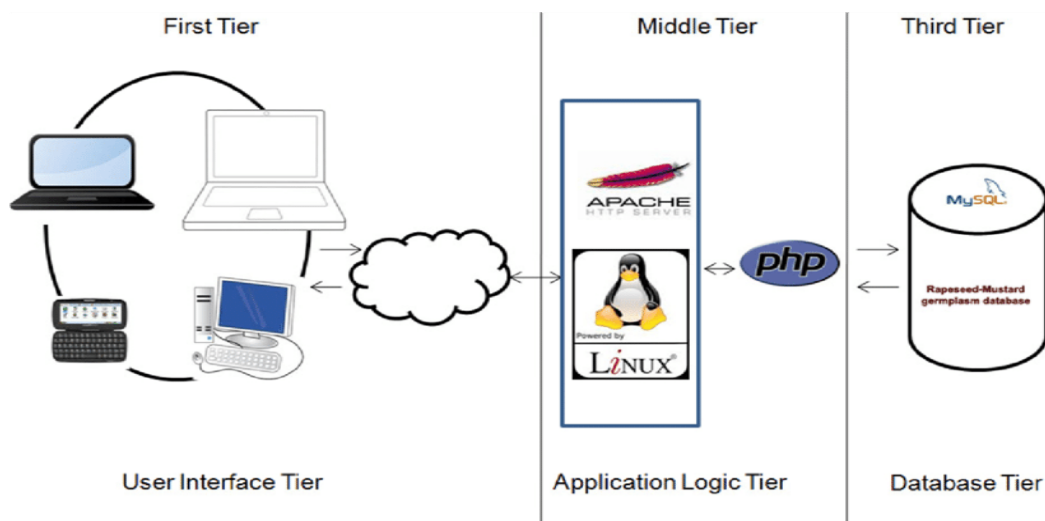 First Tier
Middle Tier
Third Tier
APACHE
HTTP SERVER
MySQL
php
Rapeseed-Mustard
germplasm database
Powered by
LiNUX®
User Interface Tier
Application Logic Tier
Database Tier